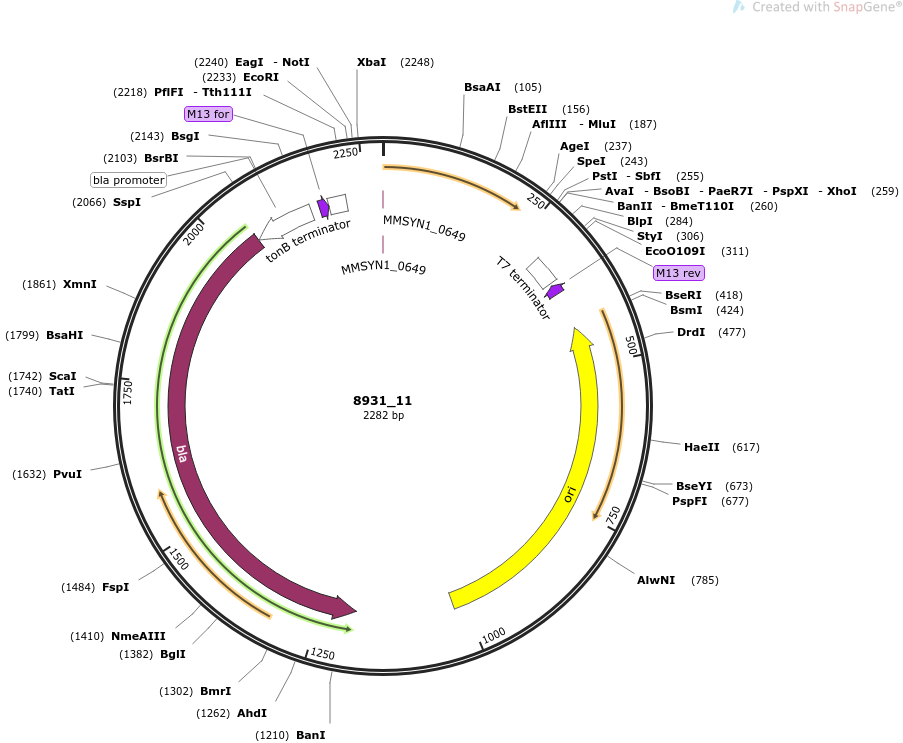 Created with SnapGene®
(2240) EagI - NotI
XbaI (2248)
(2233) EcoRI
(2218) PflFI - Tth111I
M13 for
(2143) BsgI
(2103) BsrBI
bla promoter
(2066) SspI
BsaAI (105)
BstEII (156)
AflIII - MluI (187)
AgeI (237)
SpeI (243)
PstI - SbfI (255)
AvaI - BsoBI - PaeR7I - PspXI - XhoI (259)
BanII - BmeT110I (260)
BlpI (284)
StyI (306)
EcoO109I (311)
M13 rev
BseRI (418)
BsmI (424)
DrdI (477)
HaeII (617)
BseYI (673)
PspFI (677)
AlwNI (785)
(1861) XmnI
(1799) BsaHI
(1742) ScaI
(1740) TatI
(1632) PvuI
(1484) FspI
(1410) NmeAIII
(1382) BglI
(1302) BmrI
(1262) AhdI
(1210) BanI
2250
250
500
750
1000
1250
1500
1750
2000
tonB terminator
MMSYN1_0649
MMSYN1_0649
T7 terminator
bla
ori
8931_11
2282 bp